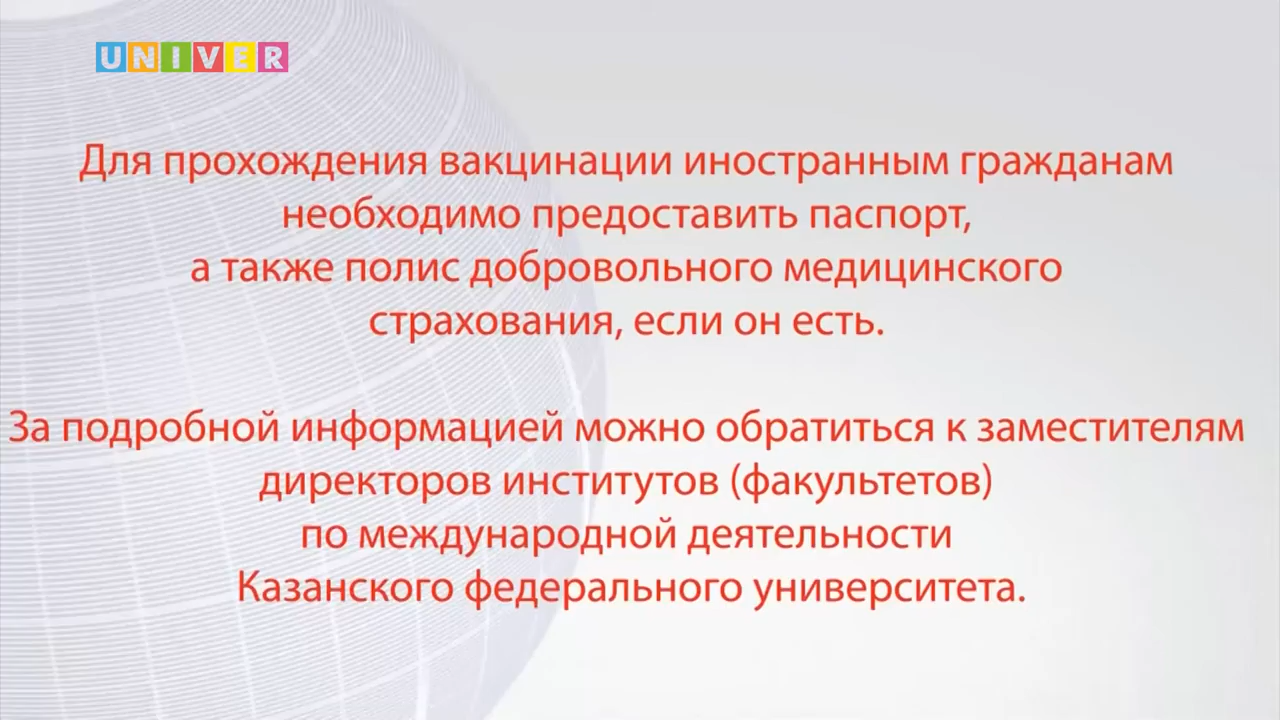 UNIVER
Для прохождения вакцинации иностранным гражданам
необходимо предоставить паспорт,
а также полис добровольного медицинского
страхования, если он есть.
За подробной информацией можно обратиться к заместителям
директоров институтов (факультетов)
по международной деятельности
Казанского федерального университета.